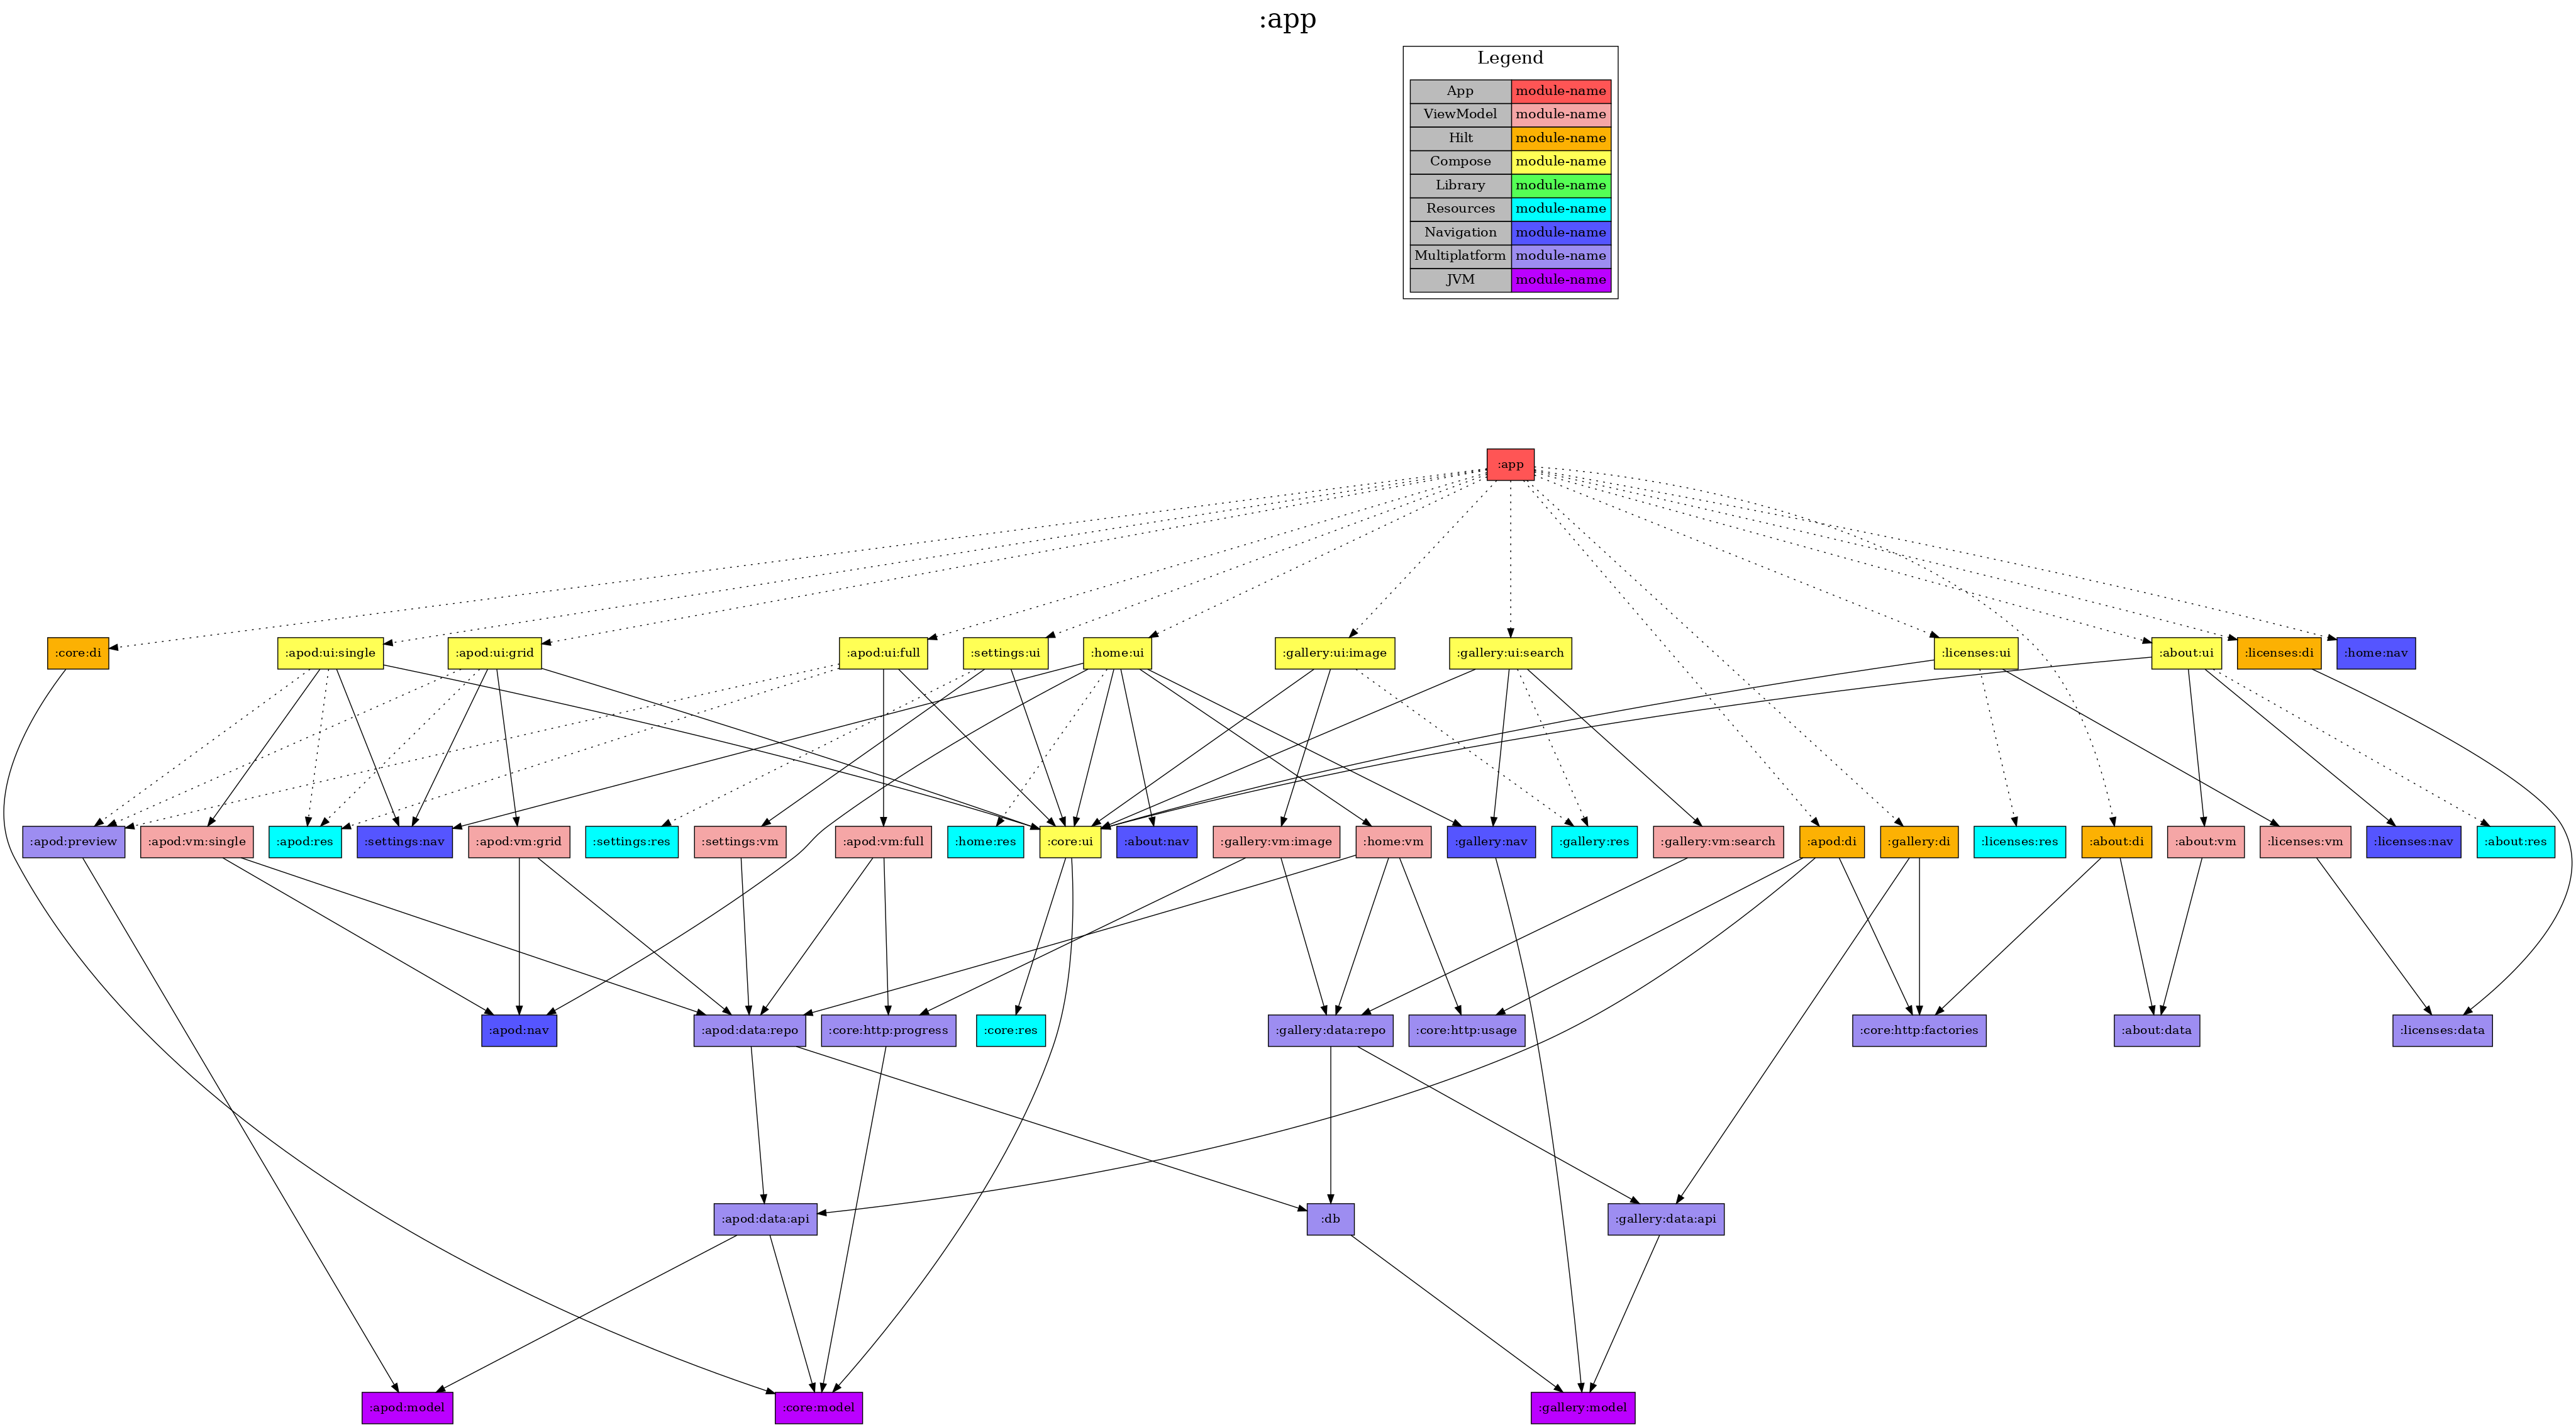 :app
Legend
App module-name
ViewModel module-name
Hilt module-name
Compose module-name
Library module-name
Resources module-name
Navigation module-name
Multiplatform module-name
JVM module-name
:app
:core:di :apod:ui:single :apod:ui:grid :apod:ui:full :settings:ui :home:ui :gallery:ui:image :gallery:ui:search :licenses:ui :about:ui :licenses:di :home:nav
:apod:preview :apod:vm:single :apod:res :settings:nav :apod:vm:grid :settings:res :settings:vm :apod:vm:full :home:res :core:ui :about:nav :gallery:vm:image :home:vm :gallery:nav :gallery:res :gallery:vm:search :apod:di :gallery:di :licenses:res :about:di :about:vm :licenses:vm :licenses:nav :about:res
:apod:nav :apod:data:repo :core:http:progress :core:res :gallery:data:repo :core:http:usage :core:http:factories :about:data :licenses:data
:apod:data:api :db :gallery:data:api
:apod:model :core:model :gallery:model